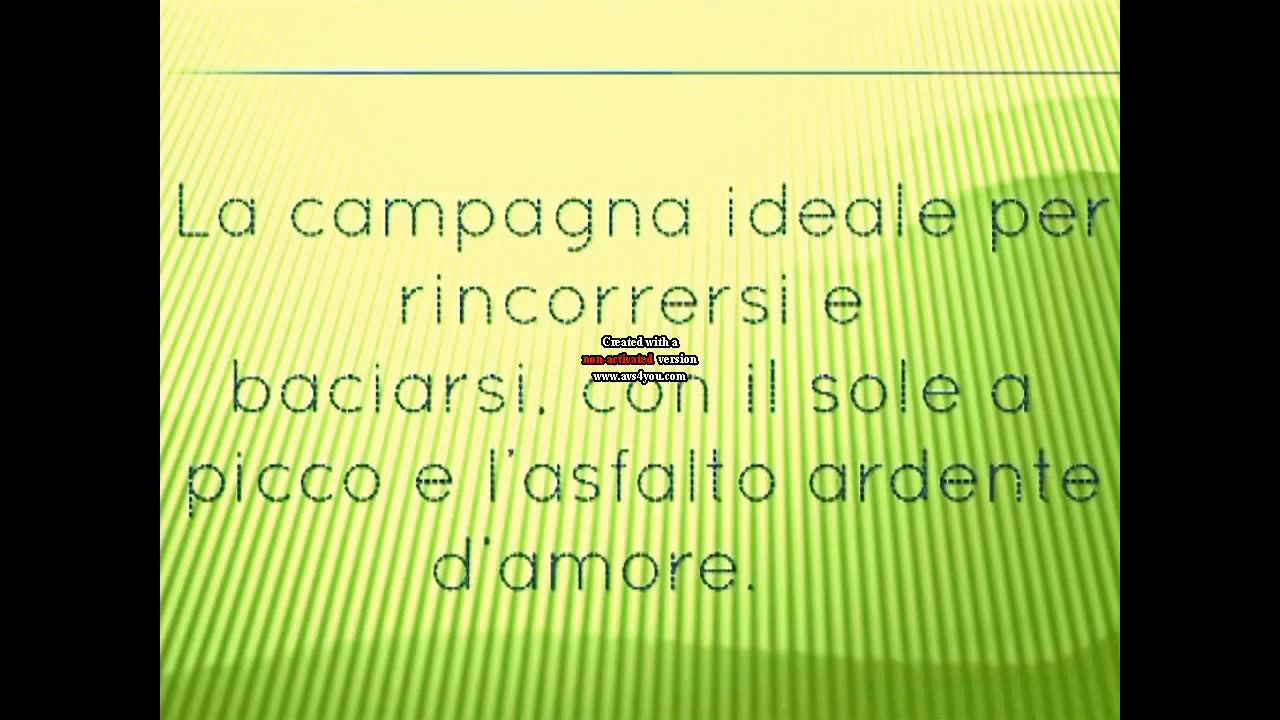 La campagna ideale per
rincorrersi e
Created with a
non-activated version
www.avs4you.com
baciarsi, con il sole a
picco e l'asfalto ardente
d'amore.